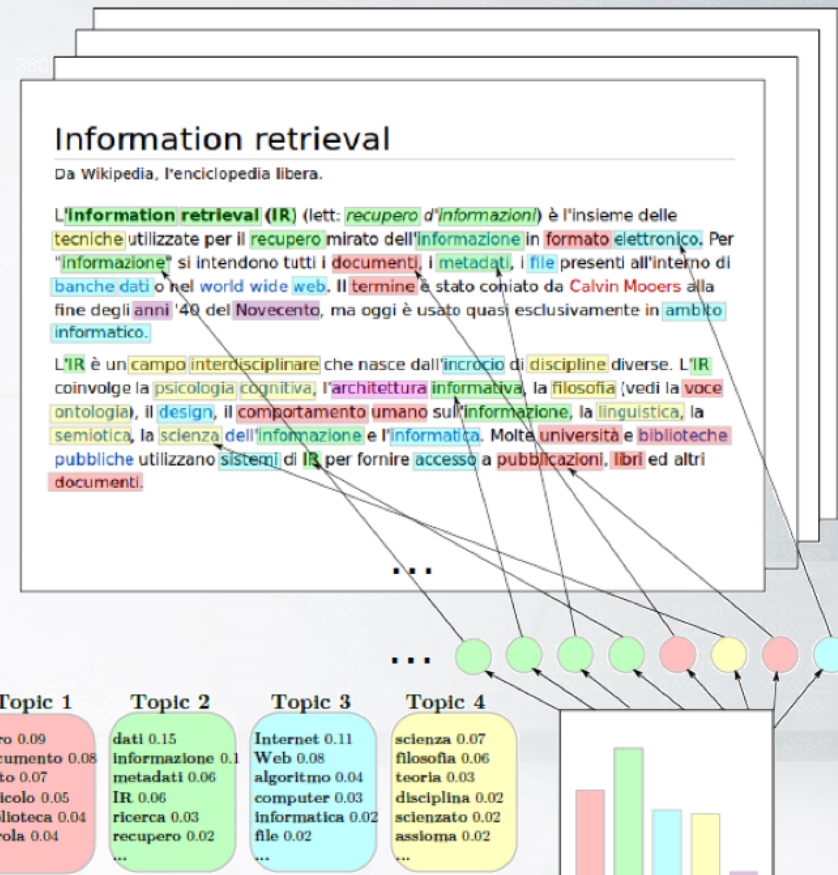 Information retrieval
Da Wikipedia, l'enciclopedia libera.
L'information retrieval (IR) (lett: recupero d'informazioni) è l'insieme delle
tecniche utilizzate per il recupero mirato dell'informazione in formato elettronico. Per
"informazione" si intendono tutti i documenti, i metadati, i file presenti all'interno di
banche dati o nel world wide web. Il termine è stato coniato da Calvin Mooers alla
fine degli anni '40 del Novecento, ma oggi è usato quasi esclusivamente in ambito
informatico.
L'IR è un campo interdisciplinare che nasce dall'incrocio di discipline diverse. L'IR
coinvolge la psicologia cognitiva, l'architettura informativa, la filosofia (vedi la voce
ontologia), il design, il comportamento umano sull'informazione, la linguistica, la
semiotica, la scienza dell'informazione e l'informatica. Molte università e biblioteche
pubbliche utilizzano sistemi di IR per fornire accesso a pubblicazioni, libri ed altri
documenti.
...
...
Topic 1 Topic 2 Topic 3 Topic 4
ro 0.09
cumento 0.08
to 0.07
icolo 0.05
lioteca 0.04
rola 0.04
dati 0.15
informazione 0.1
metadati 0.06
IR 0.06
ricerca 0.03
recupero 0.02
...
Internet 0.11
Web 0.08
algoritmo 0.04
computer 0.03
informatica 0.02
file 0.02
...
scienza 0.07
filosofia 0.06
teoria 0.03
disciplina 0.02
scienzato 0.02
assioma 0.02
...